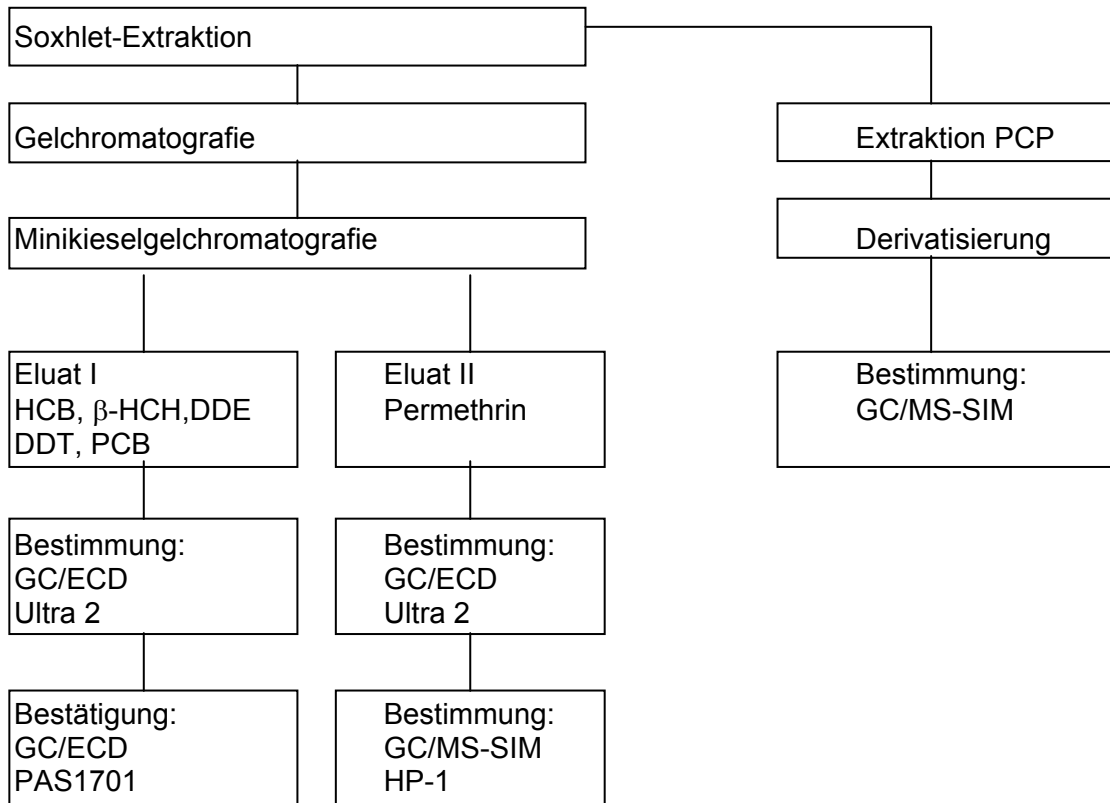 Soxhlet-Extraktion
Gelchromatografie
Extraktion PCP
Minikieselgelchromatografie
Derivatisierung
Eluat I
HCB, β-HCH,DDE
DDT, PCB
Eluat II
Permethrin
Bestimmung:
GC/MS-SIM
Bestimmung:
GC/ECD
Ultra 2
Bestimmung:
GC/ECD
Ultra 2
Bestätigung:
GC/ECD
PAS1701
Bestimmung:
GC/MS-SIM
HP-1